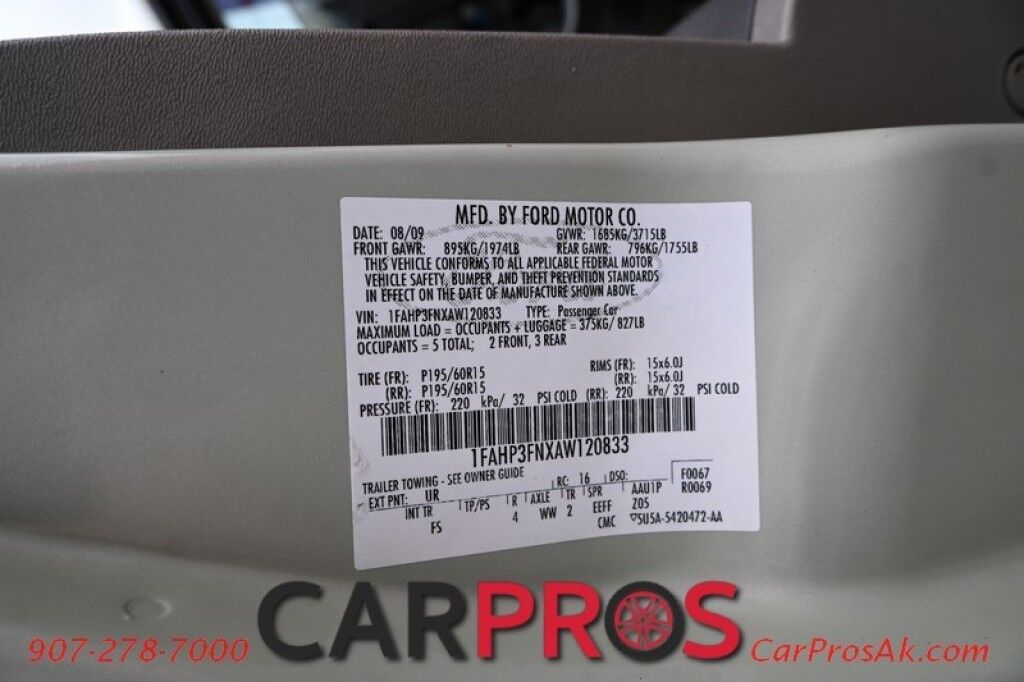 MFD. BY FORD MOTOR CO.
DATE: 08/09 GVWR: 1685KG/3715LB
FRONT GAWR: 895KG/1974LB REAR GAWR: 796KG/1755LB
THIS VEHICLE CONFORMS TO ALL APPLICABLE FEDERAL MOTOR
VEHICLE SAFETY, BUMPER, AND THEFT PREVENTION STANDARDS
IN EFFECT ON THE DATE OF MANUFACTURE SHOWN ABOVE.
VIN: 1FAHP3FNXAW120833 TYPE: Passenger Car
MAXIMUM LOAD = OCCUPANTS + LUGGAGE = 375KG/ 827LB
OCCUPANTS = 5 TOTAL; 2 FRONT, 3 REAR
TIRE (FR): P195/60R15 RIMS (FR): 15x6.0J
(RR): P195/60R15 (RR): 15x6.0J
PRESSURE (FR): 220 kPa/ 32 PSI COLD (RR): 220 kPa/ 32 PSI COLD
1FAHP3FNXAW120833
TRAILER TOWING - SEE OWNER GUIDE RC: 16 DSO: F0067
EXT PNT: UR TP/PS R AXLE TR SPR AAU1P R0069
INT TR 4 WW 2 EEFF Z05
FS CMC ▽5U5A-5420472-AA
CARPROS
907-278-7000 CarProsAk.com